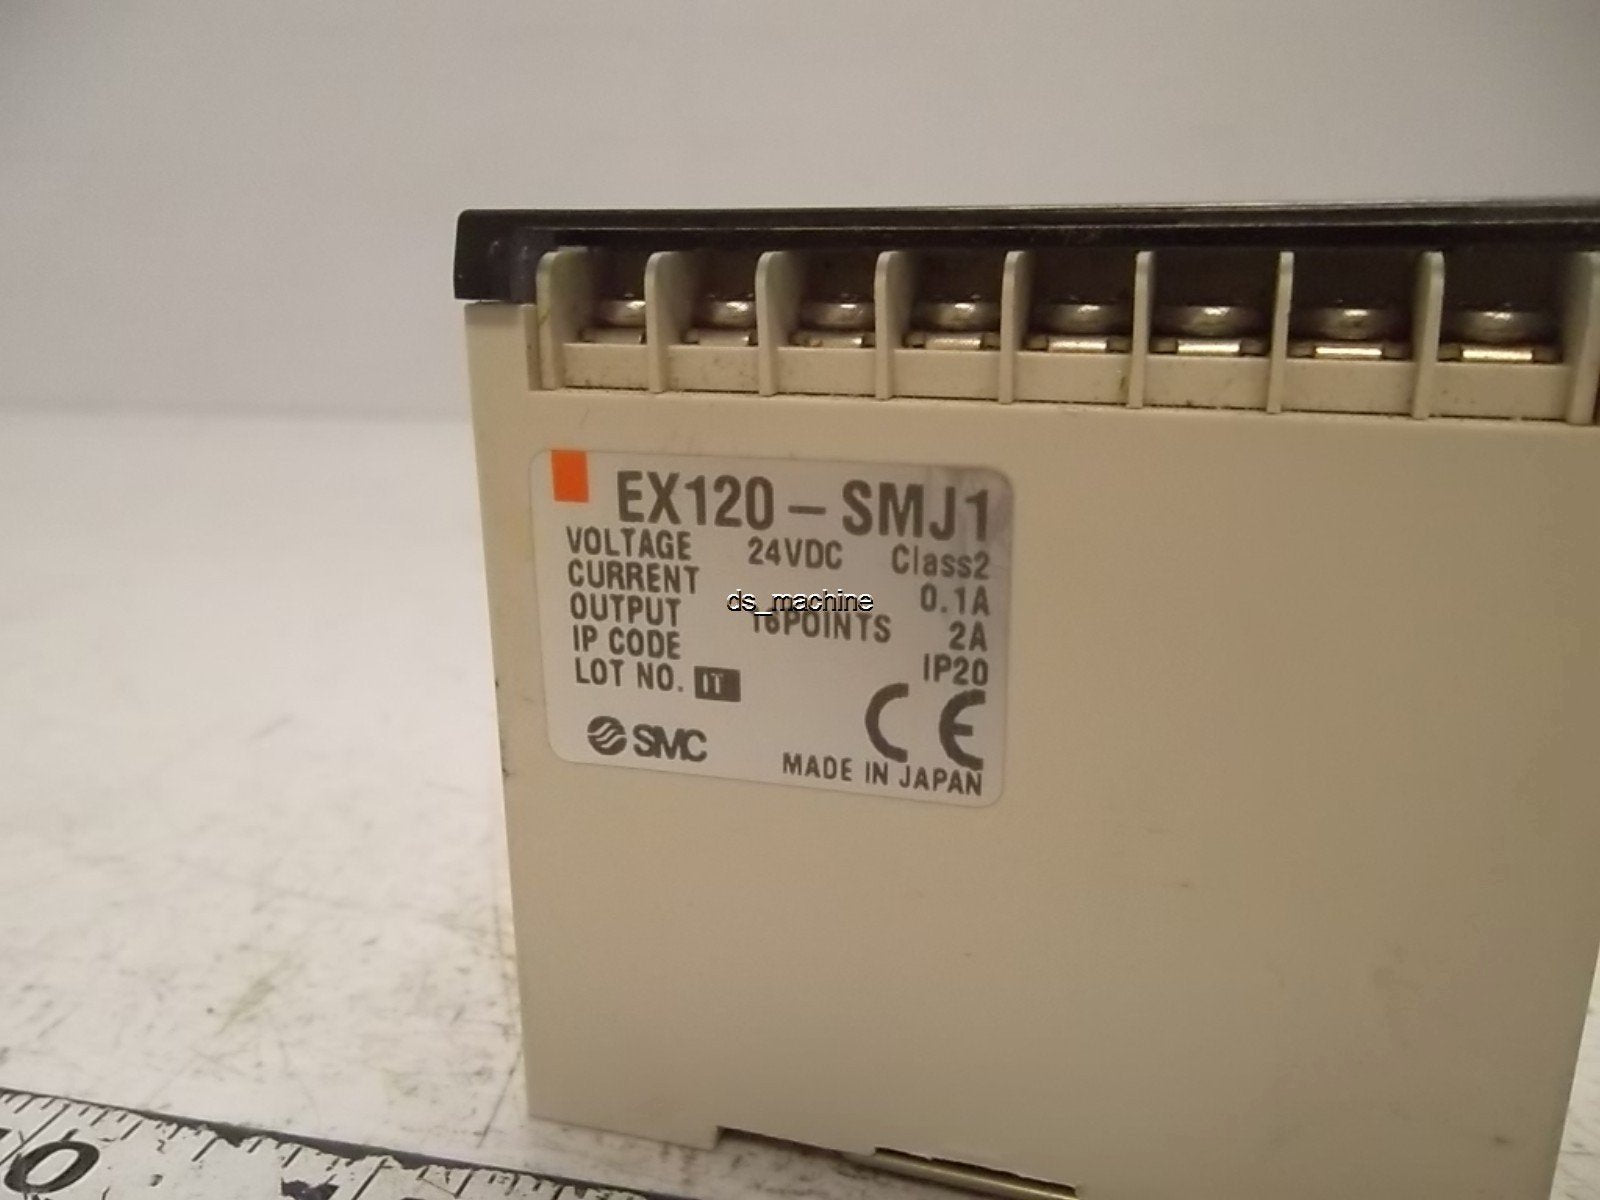 EX120-SMJ1
VOLTAGE 24VDC Class2
CURRENT 0.1A
OUTPUT 16POINTS 2A
IP CODE IP20
LOT NO.
SMC
CE
MADE IN JAPAN
ds_machine